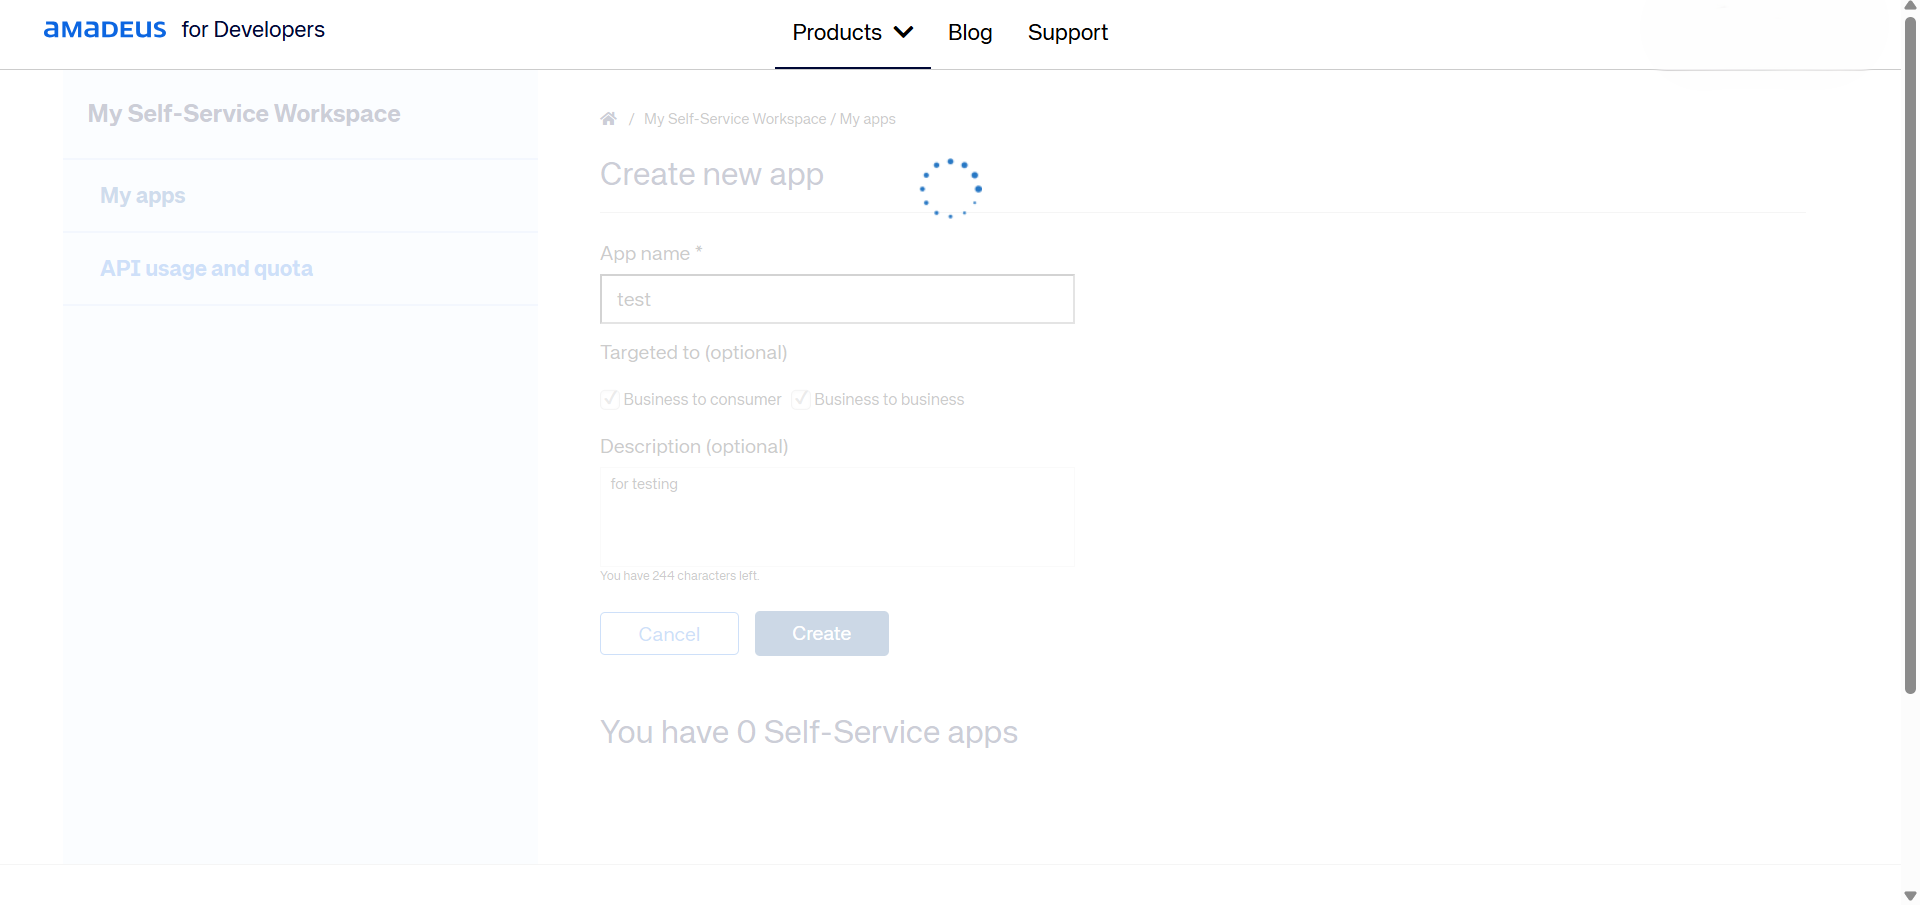 amadeus for Developers
Products Blog Support
My Self-Service Workspace
My apps
API usage and quota
/ My Self-Service Workspace / My apps
Create new app
App name *
test
Targeted to (optional)
Business to consumer Business to business
Description (optional)
for testing
You have 244 characters left.
Cancel Create
You have 0 Self-Service apps